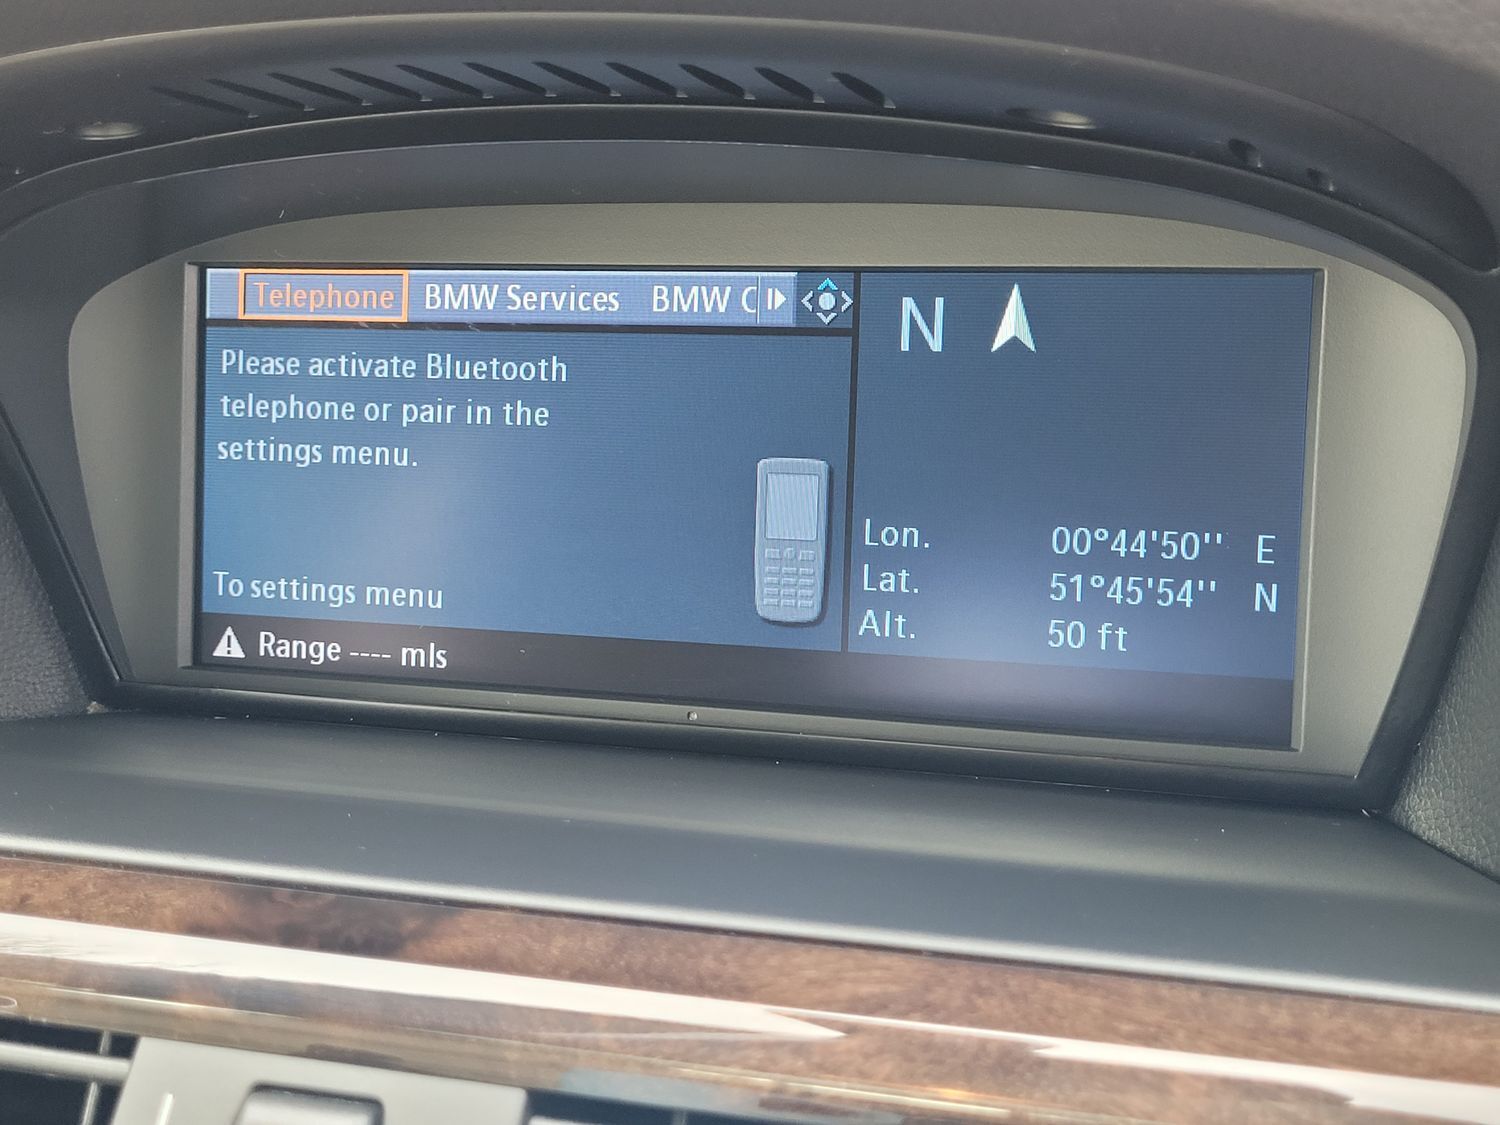 Telephone BMW Services BMW C
Please activate Bluetooth
telephone or pair in the
settings menu.
To settings menu
Range ---- mls
N
Lon. 00°44'50'' E
Lat. 51°45'54'' N
Alt. 50 ft